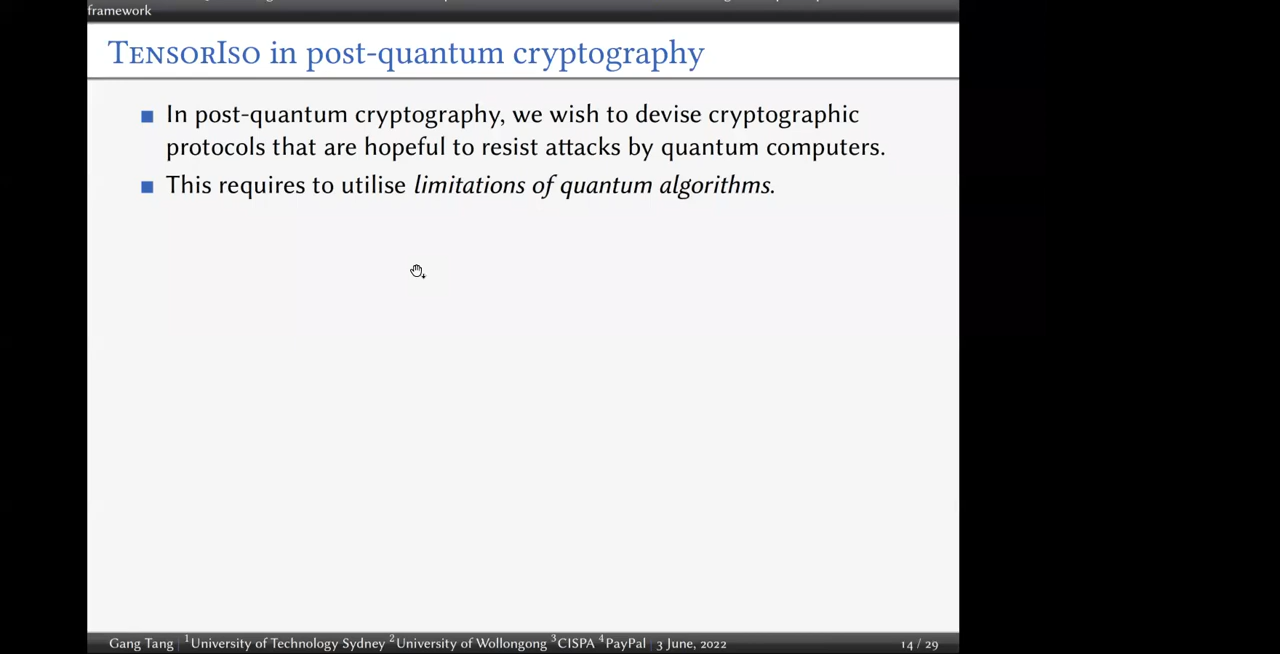 framework
TENSORISO in post-quantum cryptography
In post-quantum cryptography, we wish to devise cryptographic
protocols that are hopeful to resist attacks by quantum computers.
This requires to utilise limitations of quantum algorithms.
Gang Tang | ¹University of Technology Sydney ²University of Wollongong ³CISPA ⁴PayPal | 3 June, 2022 14 / 29